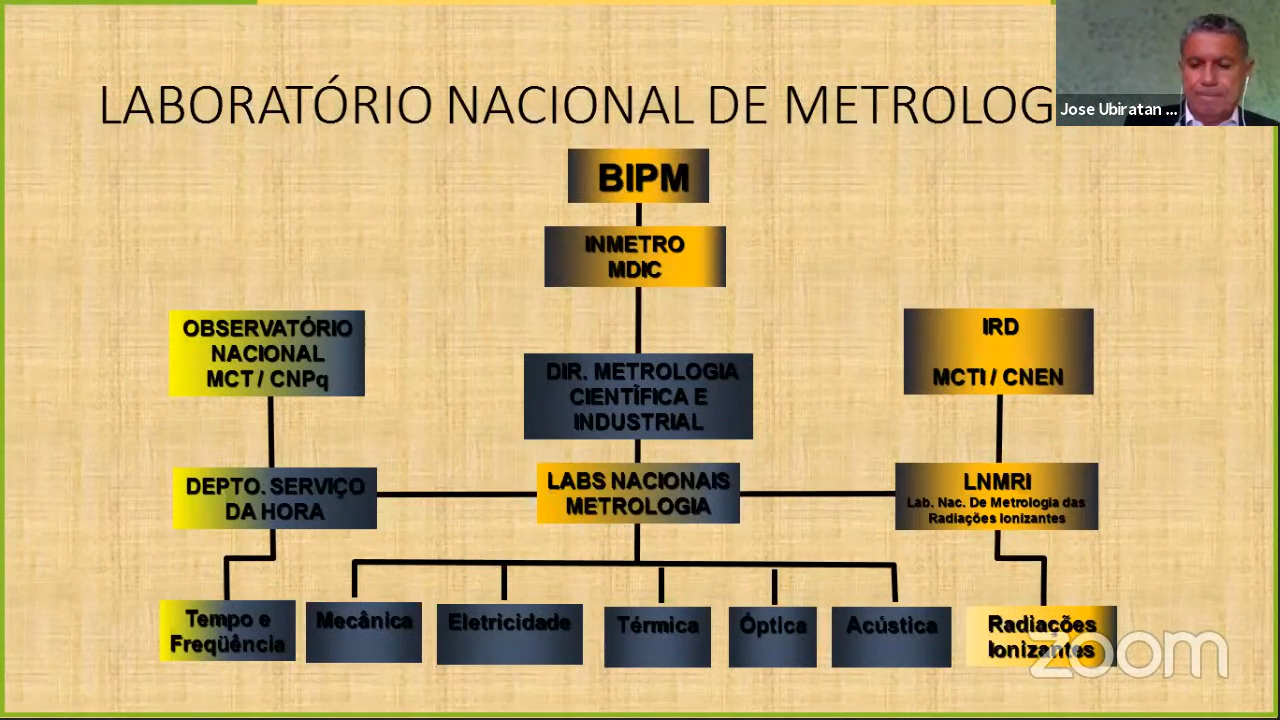 LABORATÓRIO NACIONAL DE METROLOG
Jose Ubiratan ...
BIPM
INMETRO
MDIC
OBSERVATÓRIO
NACIONAL
MCT / CNPq
DIR. METROLOGIA
CIENTÍFICA E
INDUSTRIAL
IRD
MCTI / CNEN
DEPTO. SERVIÇO
DA HORA
LABS NACIONAIS
METROLOGIA
LNMRI
Lab. Nac. De Metrologia das
Radiações Ionizantes
Tempo e
Freqüência
Mecânica
Eletricidade
Térmica
Óptica
Acústica
Radiações
Ionizantes
zoom